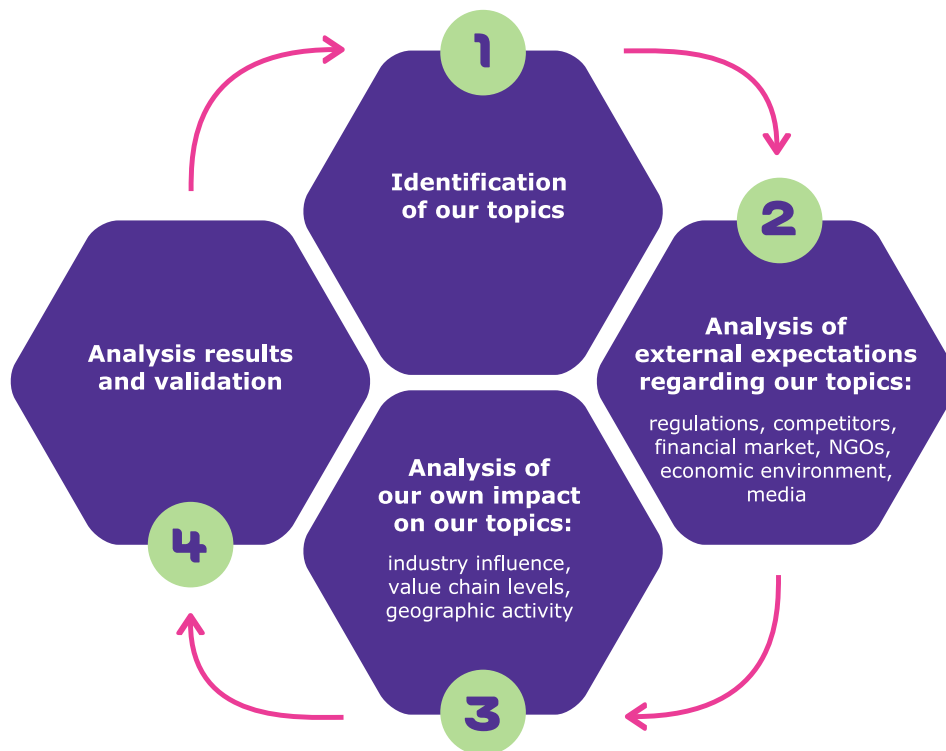 1
Identification
of our topics
2
Analysis of
external expectations
regarding our topics:
regulations, competitors,
financial market, NGOs,
economic environment,
media
3
Analysis of
our own impact
on our topics:
industry influence,
value chain levels,
geographic activity
4
Analysis results
and validation